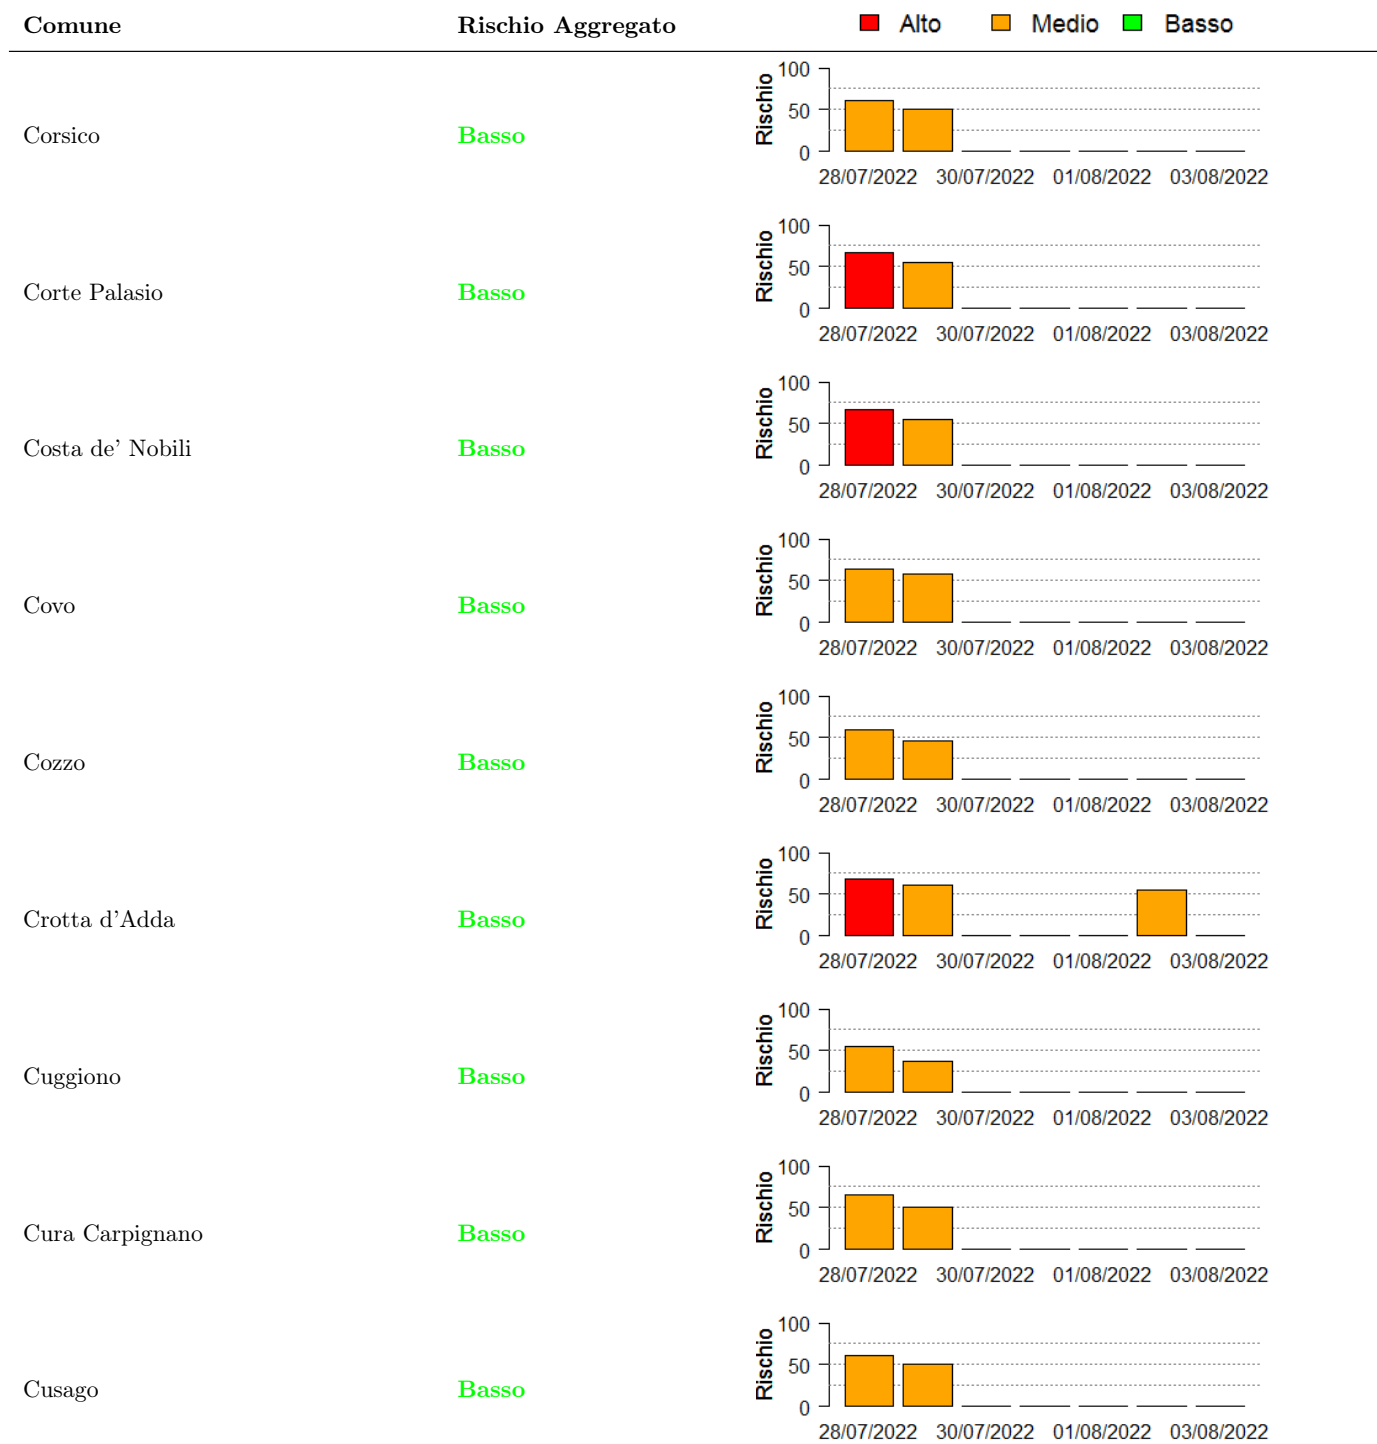 Comune Rischio Aggregato Alto Medio Basso
100
50
0
Rischio
Corsico Basso
28/07/2022 30/07/2022 01/08/2022 03/08/2022
100
50
0
Rischio
Corte Palasio Basso
28/07/2022 30/07/2022 01/08/2022 03/08/2022
100
50
0
Rischio
Costa de' Nobili Basso
28/07/2022 30/07/2022 01/08/2022 03/08/2022
100
50
0
Rischio
Covo Basso
28/07/2022 30/07/2022 01/08/2022 03/08/2022
100
50
0
Rischio
Cozzo Basso
28/07/2022 30/07/2022 01/08/2022 03/08/2022
100
50
0
Rischio
Crotta d'Adda Basso
28/07/2022 30/07/2022 01/08/2022 03/08/2022
100
50
0
Rischio
Cuggiono Basso
28/07/2022 30/07/2022 01/08/2022 03/08/2022
100
50
0
Rischio
Cura Carpignano Basso
28/07/2022 30/07/2022 01/08/2022 03/08/2022
100
50
0
Rischio
Cusago Basso
28/07/2022 30/07/2022 01/08/2022 03/08/2022